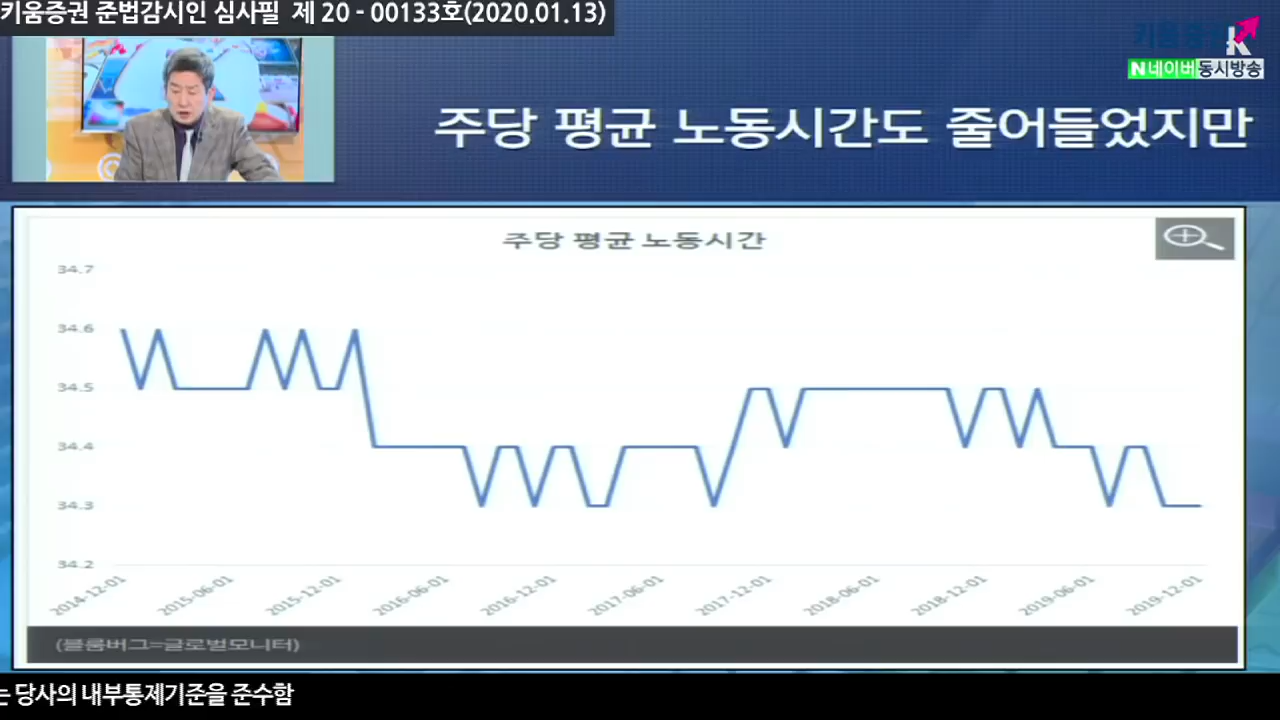 키움증권 준법감시인 심사필 제 20 - 00133호(2020.01.13)
키움증권
N네이버동시방송
주당 평균 노동시간도 줄어들었지만
주당 평균 노동시간
34.7
34.6
34.5
34.4
34.3
34.2
2014-12-01
2015-06-01
2015-12-01
2016-06-01
2016-12-01
2017-06-01
2017-12-01
2018-06-01
2018-12-01
2019-06-01
2019-12-01
(블룸버그=글로벌모니터)
는 당사의 내부통제기준을 준수함